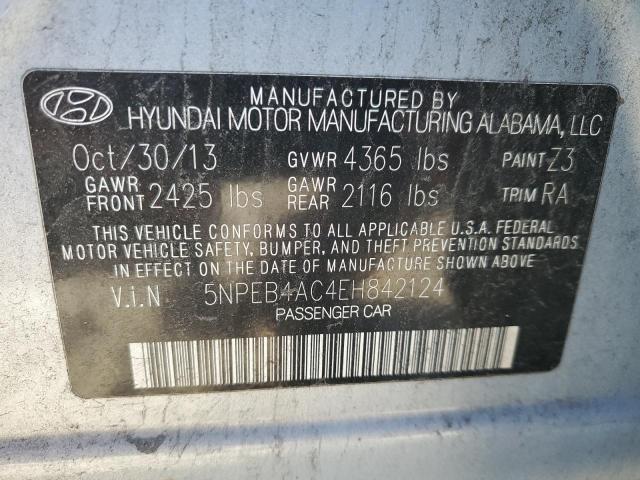 MANUFACTURED BY
HYUNDAI MOTOR MANUFACTURING ALABAMA, LLC
Oct/30/13 GVWR 4365 lbs PAINT Z3
GAWR FRONT 2425 lbs GAWR REAR 2116 lbs TRIM RA
THIS VEHICLE CONFORMS TO ALL APPLICABLE U.S.A. FEDERAL
MOTOR VEHICLE SAFETY, BUMPER, AND THEFT PREVENTION STANDARDS
IN EFFECT ON THE DATE OF MANUFACTURE SHOWN ABOVE.
V.i.N 5NPEB4AC4EH842124
PASSENGER CAR